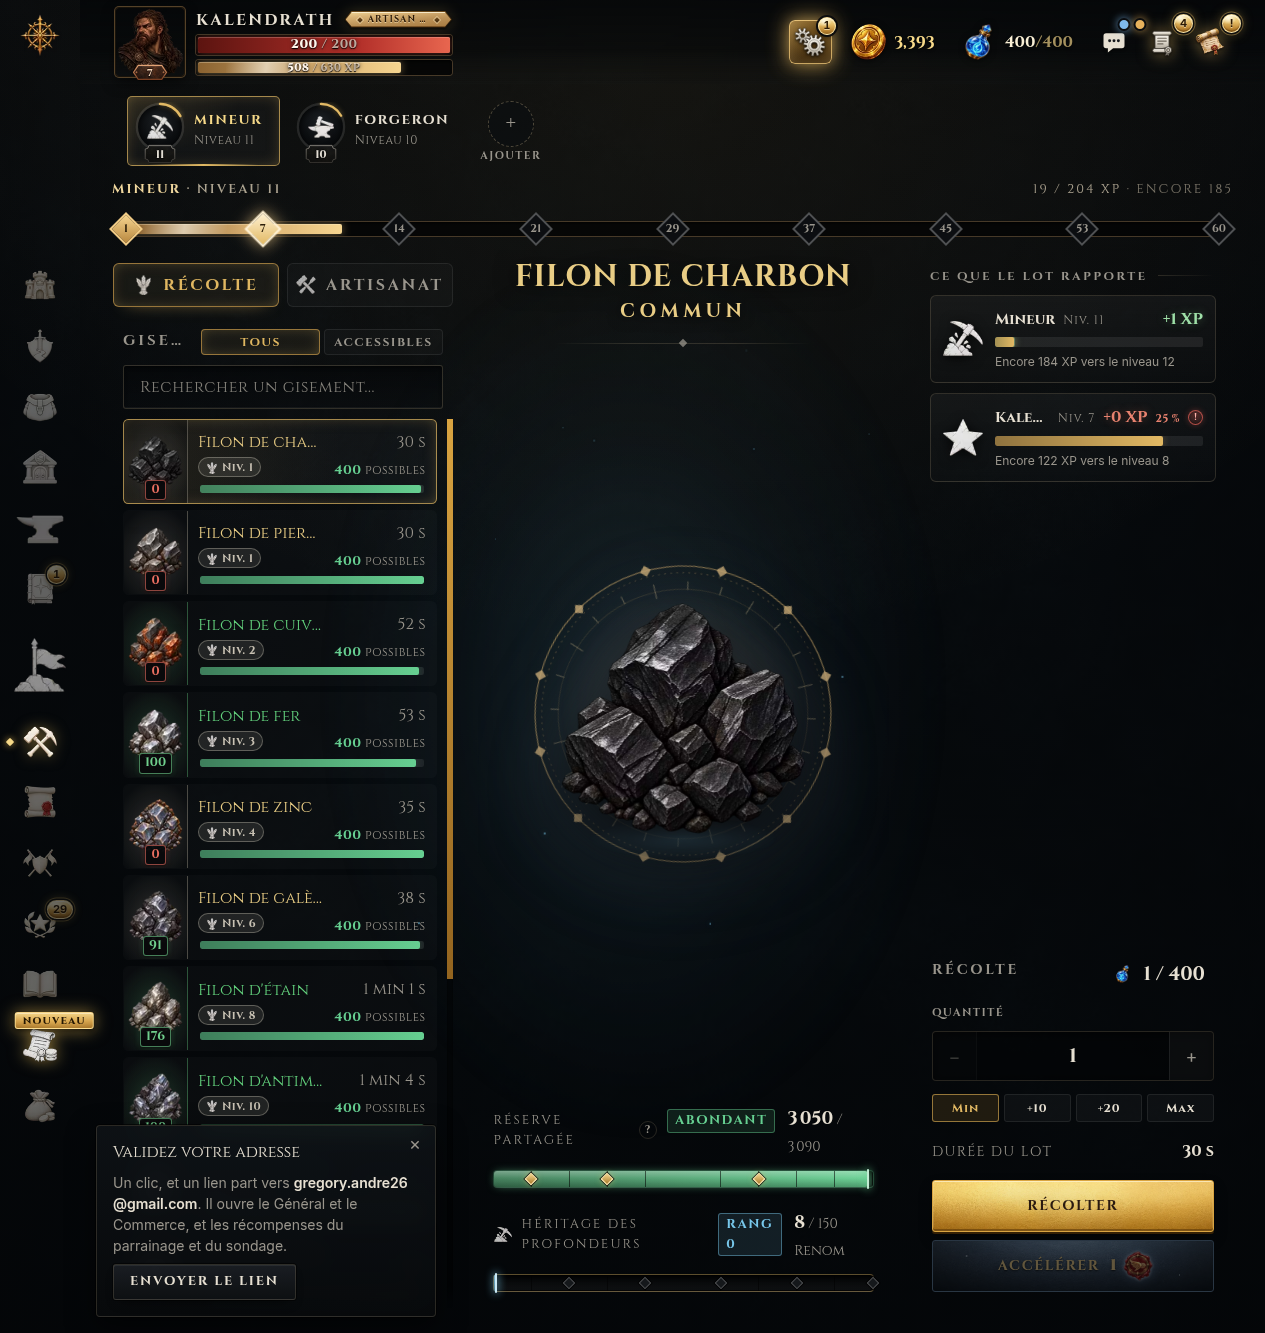 KALENDRATH
ARTISAN ...
200 / 200
508 / 630 XP
7
1
3,393
400/400
4
!
MINEUR
NIVEAU 11
11
FORGERON
NIVEAU 10
10
+
AJOUTER
MINEUR · NIVEAU 11
19 / 204 XP · ENCORE 185
1
7
14
21
29
37
45
53
60
RÉCOLTE
ARTISANAT
GISE...
TOUS
ACCESSIBLES
RECHERCHER UN GISEMENT...
FILON DE CHA...
30 S
NIV. 1
400 POSSIBLES
0
FILON DE PIER...
30 S
NIV. 1
400 POSSIBLES
0
FILON DE CUIV...
52 S
NIV. 2
400 POSSIBLES
0
FILON DE FER
53 S
NIV. 3
400 POSSIBLES
100
FILON DE ZINC
35 S
NIV. 4
400 POSSIBLES
0
FILON DE GALÈ...
38 S
NIV. 6
400 POSSIBLES
91
FILON D'ÉTAIN
1 MIN 1 S
NIV. 8
400 POSSIBLES
176
FILON D'ANTIM...
1 MIN 4 S
NIV. 10
400 POSSIBLES
1
29
NOUVEAU
VALIDEZ VOTRE ADRESSE
×
Un clic, et un lien part vers gregory.andre26
@gmail.com. Il ouvre le Général et le
Commerce, et les récompenses du
parrainage et du sondage.
ENVOYER LE LIEN
FILON DE CHARBON
COMMUN
RÉSERVE
PARTAGÉE
?
ABONDANT
3 050 /
3 090
HÉRITAGE DES
PROFONDEURS
RANG
0
8 / 150
RENOM
CE QUE LE LOT RAPPORTE
MINEUR NIV. 11
+1 XP
Encore 184 XP vers le niveau 12
KALE... NIV. 7 +0 XP 25 % !
Encore 122 XP vers le niveau 8
RÉCOLTE
1 / 400
QUANTITÉ
−
1
+
MIN
+10
+20
MAX
DURÉE DU LOT
30 S
RÉCOLTER
ACCÉLÉRER 1